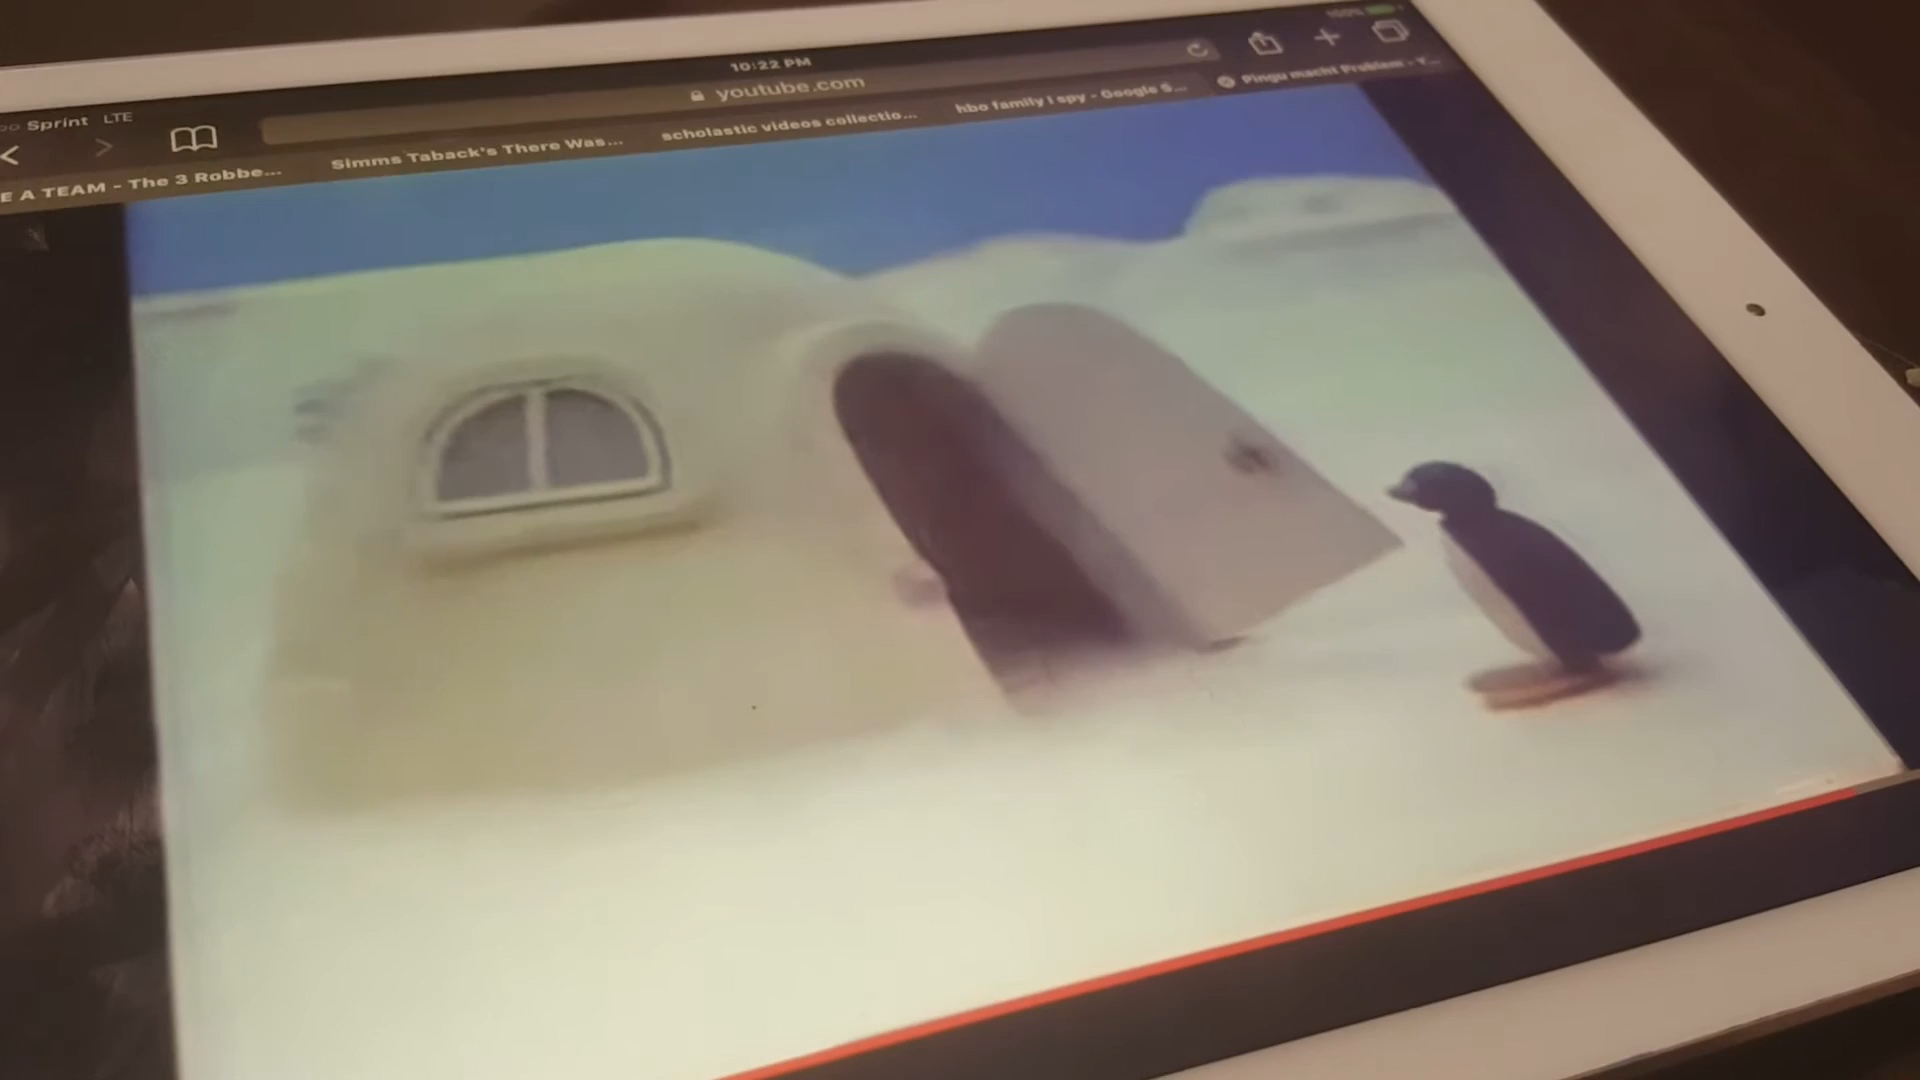 10:22 PM
100%
Sprint LTE
youtube.com
E A TEAM - The 3 Robbe...
Simms Taback's There Was...
scholastic videos collectio...
hbo family i spy - Google S...
Pingu macht Problem - Y...